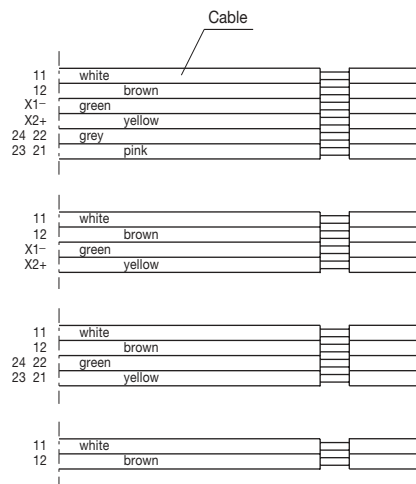 Cable
11 white
12 brown
X1− green
X2+ yellow
24 22 grey
23 21 pink
11 white
12 brown
X1− green
X2+ yellow
11 white
12 brown
24 22 green
23 21 yellow
11 white
12 brown